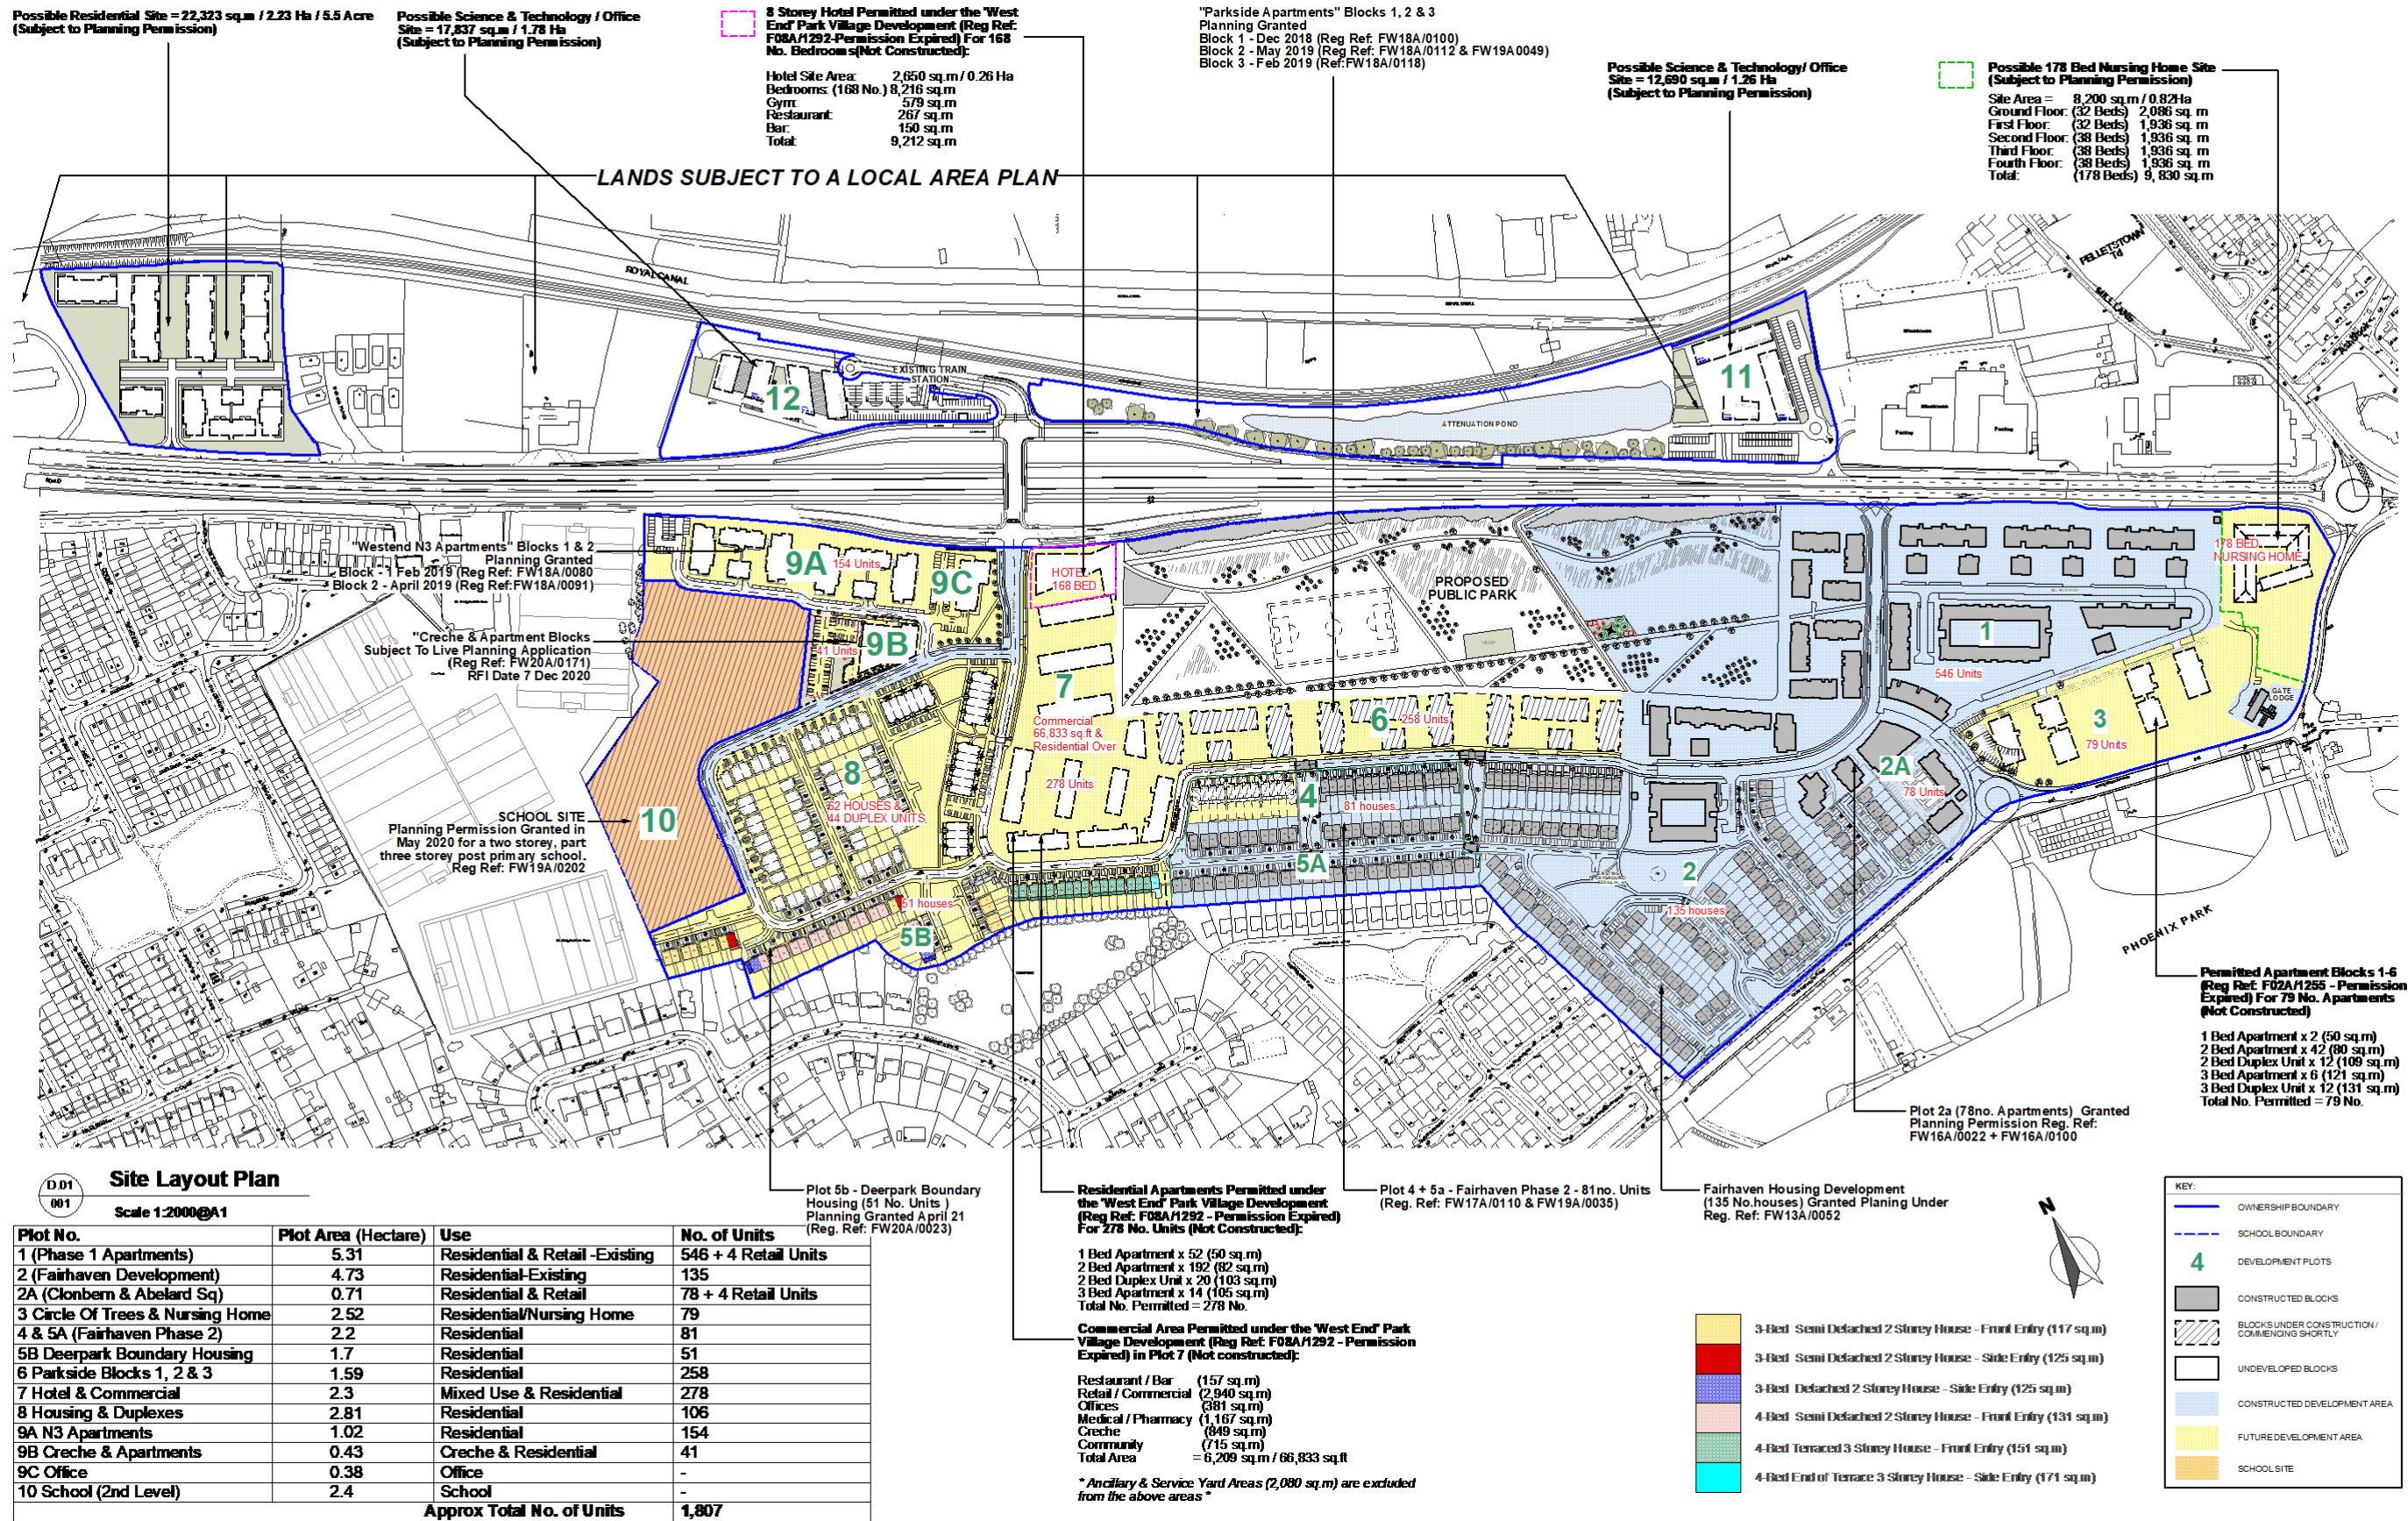 Possible Residential Site = 22,323 sq.m / 2.23 Ha / 5.5 Acre
(Subject to Planning Permission)
Possible Science & Technology / Office
Site = 17,837 sq.m / 1.78 Ha
(Subject to Planning Permission)
8 Storey Hotel Permitted under the 'West
End' Park Village Development (Reg Ref:
F08A/1292-Permission Expired) For 168
No. Bedrooms(Not Constructed):
Hotel Site Area: 2,650 sq.m / 0.26 Ha
Bedrooms: (168 No.) 8,216 sq.m
Gym: 579 sq.m
Restaurant: 267 sq.m
Bar: 150 sq.m
Total: 9,212 sq.m
"Parkside Apartments" Blocks 1, 2 & 3
Planning Granted
Block 1 - Dec 2018 (Reg Ref: FW18A/0100)
Block 2 - May 2019 (Reg Ref: FW18A/0112 & FW19A0049)
Block 3 - Feb 2019 (Ref:FW18A/0118)
Possible Science & Technology/ Office
Site = 12,690 sq.m / 1.26 Ha
(Subject to Planning Permission)
Possible 178 Bed Nursing Home Site
(Subject to Planning Permission)
Site Area = 8,200 sq.m / 0.82Ha
Ground Floor: (32 Beds) 2,086 sq. m
First Floor: (32 Beds) 1,936 sq. m
Second Floor: (38 Beds) 1,936 sq. m
Third Floor: (38 Beds) 1,936 sq. m
Fourth Floor: (38 Beds) 1,936 sq. m
Total: (178 Beds) 9, 830 sq.m
LANDS SUBJECT TO A LOCAL AREA PLAN
ROYAL CANAL
PELLETSTOWN
MILL LANE
EXISTING TRAIN
STATION
12
11
ATTENUATION POND
ROAD
"Westend N3 Apartments" Blocks 1 & 2
Planning Granted
Block - 1 Feb 2019 (Reg Ref: FW18A/0080
Block 2 - April 2019 (Reg Ref:FW18A/0091)
9A
154 Units
9C
HOTEL
168 BED
PROPOSED
PUBLIC PARK
178 BED
NURSING HOME
"Creche & Apartment Blocks
Subject To Live Planning Application
(Reg Ref: FW20A/0171)
RFI Date 7 Dec 2020
41 Units
9B
1
546 Units
7
Commercial
66,833 sq.ft &
Residential Over
278 Units
6
258 Units
GATE
LODGE
3
79 Units
8
62 HOUSES &
44 DUPLEX UNITS
4
81 houses
2A
78 Units
SCHOOL SITE
Planning Permission Granted in
May 2020 for a two storey, part
three storey post primary school.
Reg Ref: FW19A/0202
10
5A
2
135 houses
51 houses
5B
PHOENIX PARK
Permitted Apartment Blocks 1-6
(Reg Ref: F02A/1255 - Permission
Expired) For 79 No. Apartments
(Not Constructed)
1 Bed Apartment x 2 (50 sq.m)
2 Bed Apartment x 42 (80 sq.m)
2 Bed Duplex Unit x 12 (109 sq.m)
3 Bed Apartment x 6 (121 sq.m)
3 Bed Duplex Unit x 12 (131 sq.m)
Total No. Permitted = 79 No.
Plot 2a (78no. Apartments) Granted
Planning Permission Reg. Ref:
FW16A/0022 + FW16A/0100
D.01
001
Site Layout Plan
Scale 1:2000@A1
Plot 5b - Deerpark Boundary
Housing (51 No. Units )
Planning Granted April 21
(Reg. Ref: FW20A/0023)
Residential Apartments Permitted under
the 'West End' Park Village Development
(Reg Ref: F08A/1292 - Permission Expired)
For 278 No. Units (Not Constructed):
1 Bed Apartment x 52 (50 sq.m)
2 Bed Apartment x 192 (82 sq.m)
2 Bed Duplex Unit x 20 (103 sq.m)
3 Bed Apartment x 14 (105 sq.m)
Total No. Permitted = 278 No.
Commercial Area Permitted under the 'West End' Park
Village Development (Reg Ref: F08A/1292 - Permission
Expired) in Plot 7 (Not constructed):
Restaurant / Bar (157 sq.m)
Retail / Commercial (2,940 sq.m)
Offices (381 sq.m)
Medical / Pharmacy (1,167 sq.m)
Creche (849 sq.m)
Community (715 sq.m)
Total Area = 6,209 sq.m / 66,833 sq.ft
* Ancillary & Service Yard Areas (2,080 sq.m) are excluded
from the above areas *
Plot 4 + 5a - Fairhaven Phase 2 - 81no. Units
(Reg. Ref: FW17A/0110 & FW19A/0035)
Fairhaven Housing Development
(135 No.houses) Granted Planing Under
Reg. Ref: FW13A/0052
Plot No. Plot Area (Hectare) Use No. of Units
1 (Phase 1 Apartments) 5.31 Residential & Retail -Existing 546 + 4 Retail Units
2 (Fairhaven Development) 4.73 Residential-Existing 135
2A (Clonbern & Abelard Sq) 0.71 Residential & Retail 78 + 4 Retail Units
3 Circle Of Trees & Nursing Home 2.52 Residential/Nursing Home 79
4 & 5A (Fairhaven Phase 2) 2.2 Residential 81
5B Deerpark Boundary Housing 1.7 Residential 51
6 Parkside Blocks 1, 2 & 3 1.59 Residential 258
7 Hotel & Commercial 2.3 Mixed Use & Residential 278
8 Housing & Duplexes 2.81 Residential 106
9A N3 Apartments 1.02 Residential 154
9B Creche & Apartments 0.43 Creche & Residential 41
9C Office 0.38 Office -
10 School (2nd Level) 2.4 School -
Approx Total No. of Units 1,807
N
3-Bed Semi Detached 2 Storey House - Front Entry (117 sq.m)
3-Bed Semi Detached 2 Storey House - Side Entry (125 sq.m)
3-Bed Detached 2 Storey House - Side Entry (125 sq.m)
4-Bed Semi Detached 2 Storey House - Front Entry (131 sq.m)
4-Bed Terraced 3 Storey House - Front Entry (151 sq.m)
4-Bed End of Terrace 3 Storey House - Side Entry (171 sq.m)
KEY:
OWNERSHIP BOUNDARY
SCHOOL BOUNDARY
4 DEVELOPMENT PLOTS
CONSTRUCTED BLOCKS
BLOCKS UNDER CONSTRUCTION /
COMMENCING SHORTLY
UNDEVELOPED BLOCKS
CONSTRUCTED DEVELOPMENT AREA
FUTURE DEVELOPMENT AREA
SCHOOL SITE